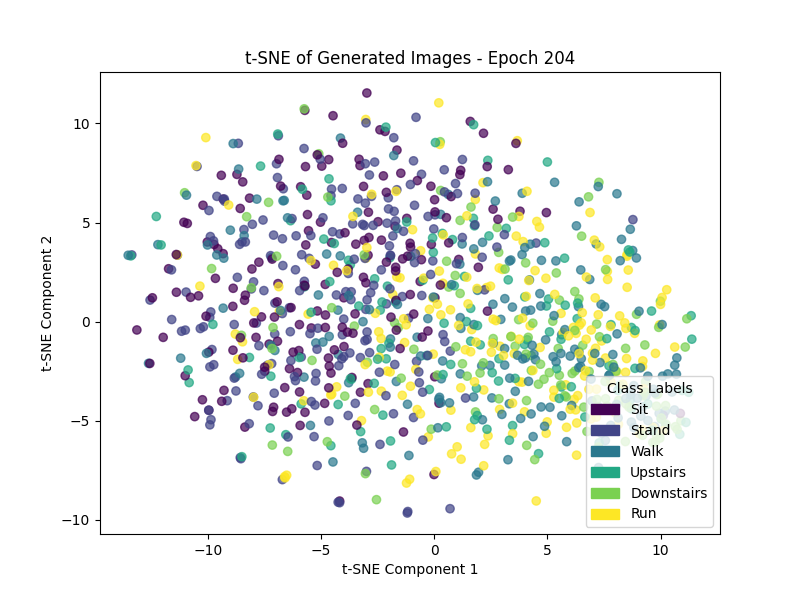 t-SNE of Generated Images - Epoch 204
10
5
0
−5
−10
t-SNE Component 2
−10
−5
0
5
10
t-SNE Component 1
Class Labels
Sit
Stand
Walk
Upstairs
Downstairs
Run